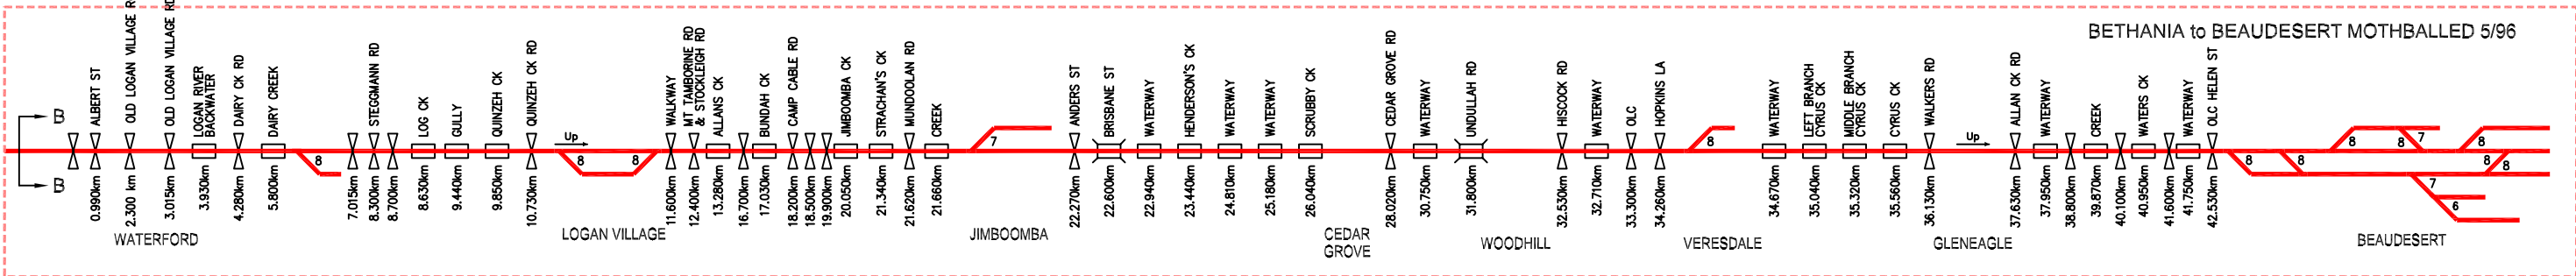 BETHANIA to BEAUDESERT MOTHBALLED 5/96
B
B
ALBERT ST
0.990km
OLD LOGAN VILLAGE
2.300 km
OLD LOGAN VILLAGE RD
3.015km
LOGAN RIVER
BACKWATER
3.930km
DAIRY CK RD
4.280km
DAIRY CREEK
5.800km
8
7.015km
STEGGMANN RD
8.300km
8.700km
LOG CK
8.630km
GULLY
9.440km
QUINZEH CK
9.850km
QUINZEH CK RD
10.730km
Up
8
8
WALKWAY
11.600km
MT TAMBORINE RD
& STOCKLEIGH RD
12.400km
ALLANS CK
13.280km
16.700km
BUNDAH CK
17.030km
CAMP CABLE RD
18.200km
18.500km
19.900km
JIMBOOMBA CK
20.050km
STRACHAN'S CK
21.340km
MUNDOOLAN RD
21.620km
CREEK
21.660km
7
ANDERS ST
22.270km
BRISBANE ST
22.600km
WATERWAY
22.940km
HENDERSON'S CK
23.440km
WATERWAY
24.810km
WATERWAY
25.180km
SCRUBBY CK
26.040km
CEDAR GROVE RD
28.020km
WATERWAY
30.750km
UNDULLAH RD
31.800km
HISCOCK RD
32.530km
WATERWAY
32.710km
OLC
33.300km
HOPKINS LA
34.260km
8
WATERWAY
34.670km
LEFT BRANCH
CYRUS CK
35.040km
MIDDLE BRANCH
CYRUS CK
35.320km
CYRUS CK
35.560km
WALKERS RD
36.130km
Up
ALLAN CK RD
37.630km
WATERWAY
37.950km
38.800km
CREEK
39.870km
40.100km
WATERS CK
40.950km
41.600km
WATERWAY
41.750km
OLC HELEN ST
42.530km
8
8
8
8
7
8
8
8
7
6
WATERFORD
LOGAN VILLAGE
JIMBOOMBA
CEDAR
GROVE
WOODHILL
VERESDALE
GLENEAGLE
BEAUDESERT